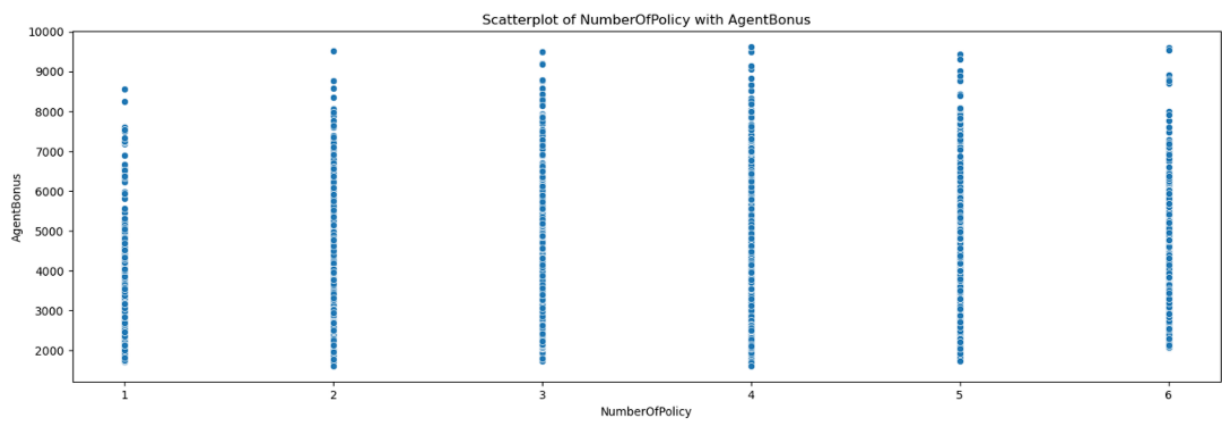 Scatterplot of NumberOfPolicy with AgentBonus
10000
9000
8000
7000
6000
5000
4000
3000
2000
AgentBonus
1 2 3 4 5 6
NumberOfPolicy